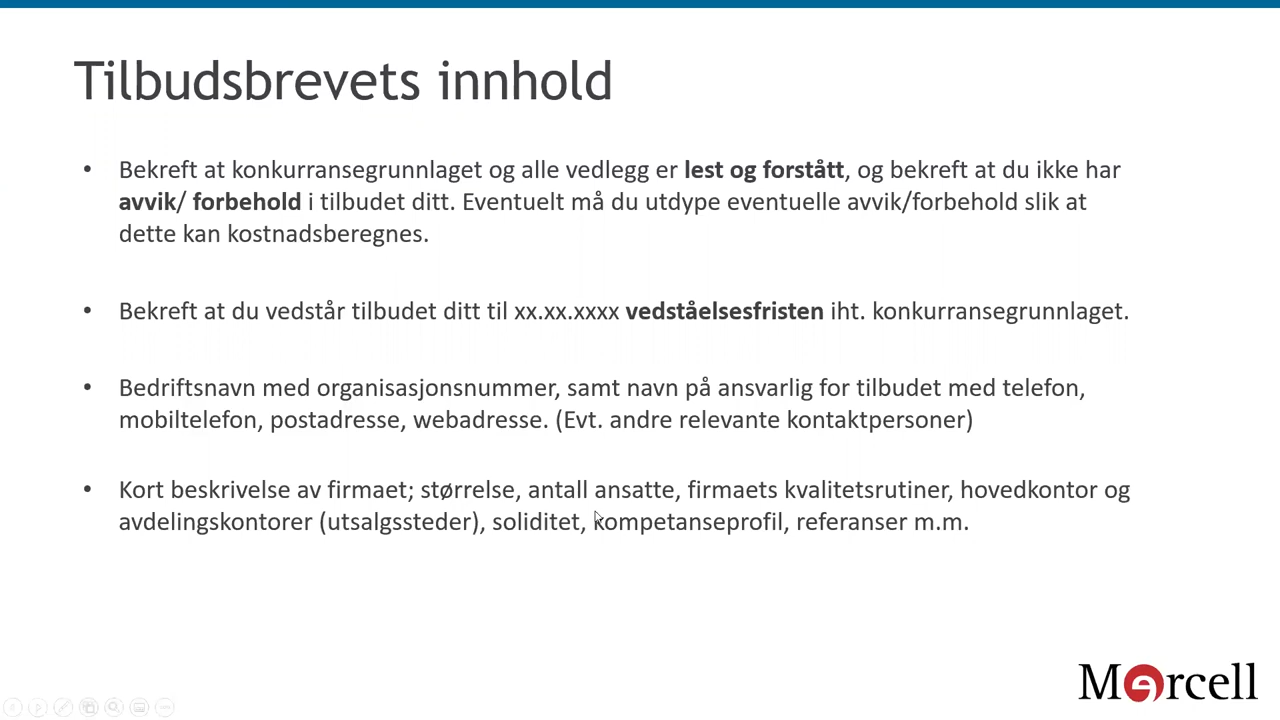 Tilbudsbrevets innhold
• Bekreft at konkurransegrunnlaget og alle vedlegg er lest og forstått, og bekreft at du ikke har
avvik/ forbehold i tilbudet ditt. Eventuelt må du utdype eventuelle avvik/forbehold slik at
dette kan kostnadsberegnes.
• Bekreft at du vedstår tilbudet ditt til xx.xx.xxxx vedståelsesfristen iht. konkurransegrunnlaget.
• Bedriftsnavn med organisasjonsnummer, samt navn på ansvarlig for tilbudet med telefon,
mobiltelefon, postadresse, webadresse. (Evt. andre relevante kontaktpersoner)
• Kort beskrivelse av firmaet; størrelse, antall ansatte, firmaets kvalitetsrutiner, hovedkontor og
avdelingskontorer (utsalgssteder), soliditet, kompetanseprofil, referanser m.m.
Mercell